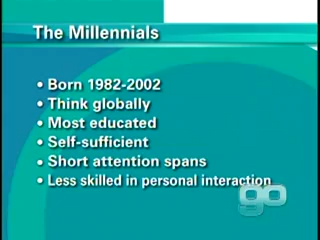 The Millennials
• Born 1982-2002
• Think globally
• Most educated
• Self-sufficient
• Short attention spans
• Less skilled in personal interaction
go